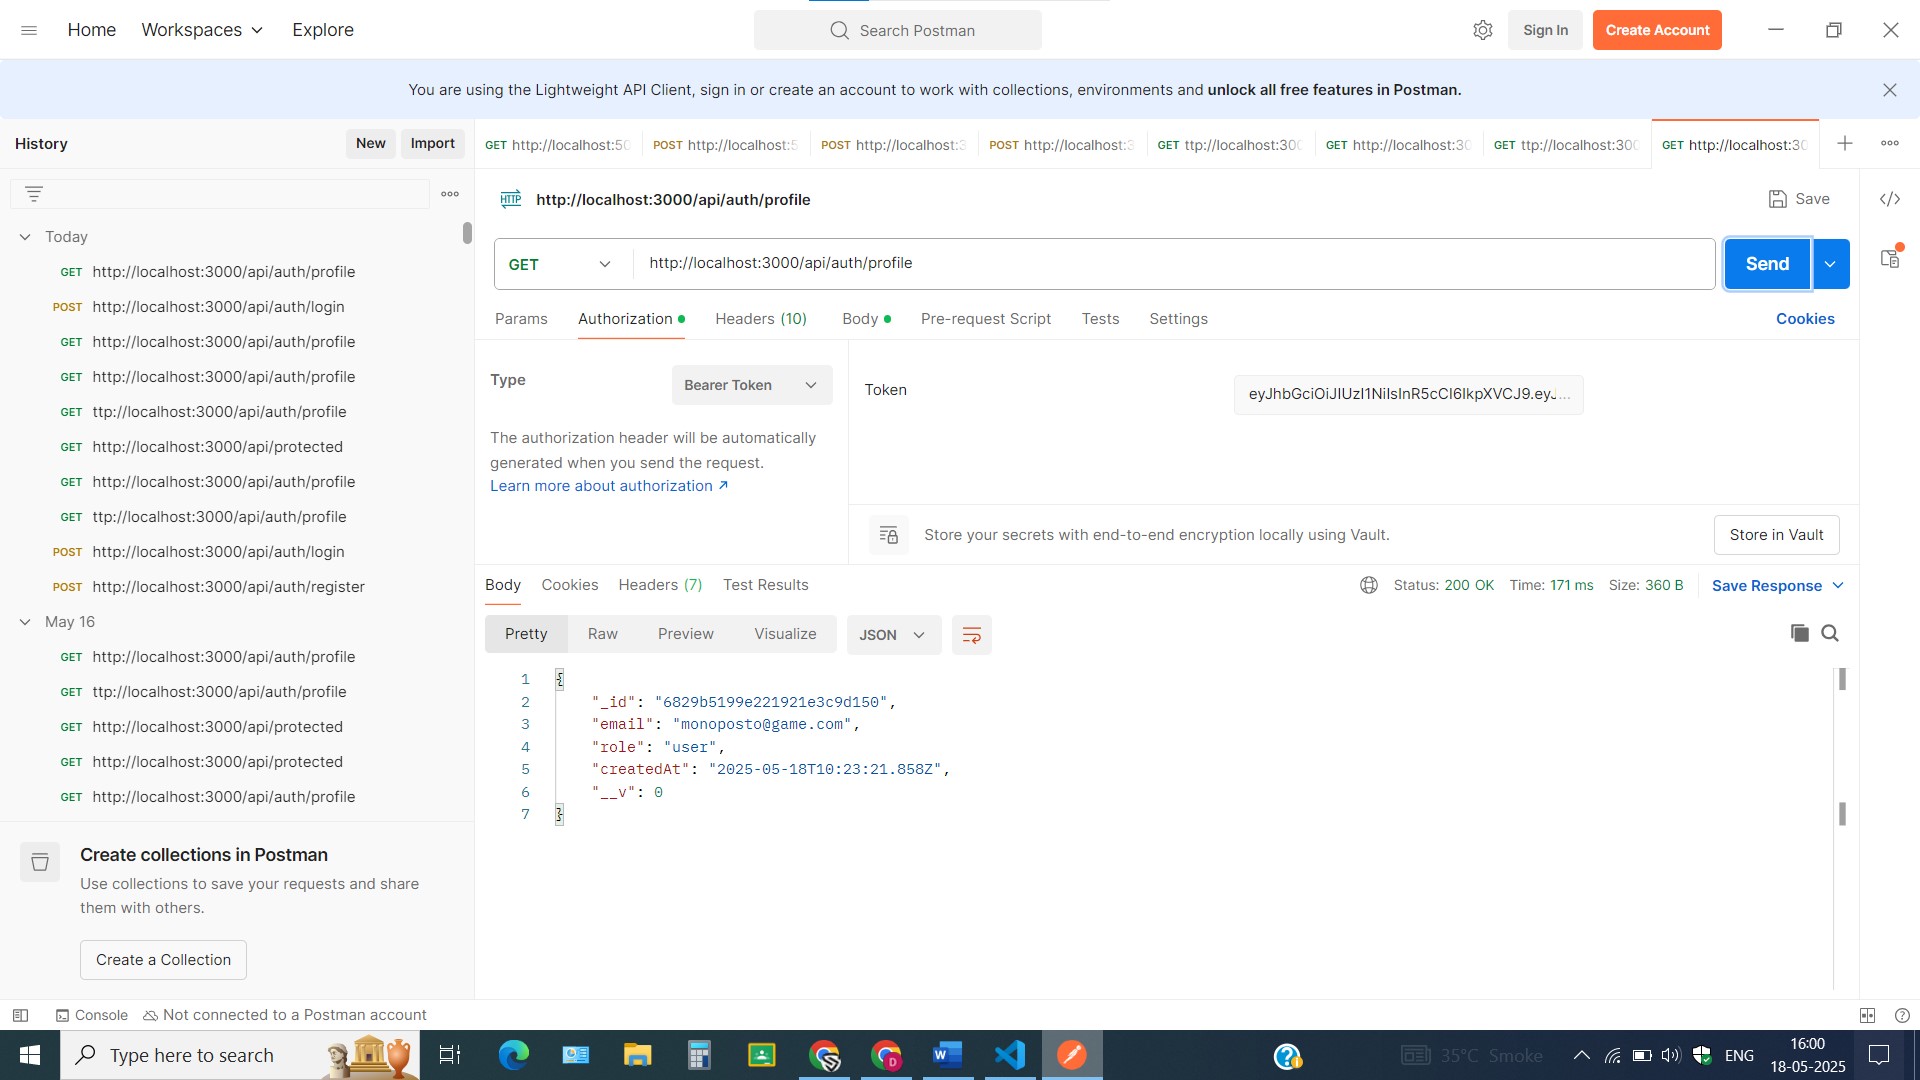 Home Workspaces Explore Search Postman Sign In Create Account
You are using the Lightweight API Client, sign in or create an account to work with collections, environments and unlock all free features in Postman.
History New Import
GET http://localhost:50 POST http://localhost:5 POST http://localhost:3 POST http://localhost:3 GET ttp://localhost:300 GET http://localhost:30 GET ttp://localhost:300 GET http://localhost:30
HTTP http://localhost:3000/api/auth/profile Save
Today
GET http://localhost:3000/api/auth/profile
POST http://localhost:3000/api/auth/login
GET http://localhost:3000/api/auth/profile
GET http://localhost:3000/api/auth/profile
GET ttp://localhost:3000/api/auth/profile
GET http://localhost:3000/api/protected
GET http://localhost:3000/api/auth/profile
GET ttp://localhost:3000/api/auth/profile
POST http://localhost:3000/api/auth/login
POST http://localhost:3000/api/auth/register
May 16
GET http://localhost:3000/api/auth/profile
GET ttp://localhost:3000/api/auth/profile
GET http://localhost:3000/api/protected
GET http://localhost:3000/api/protected
GET http://localhost:3000/api/auth/profile
Create collections in Postman
Use collections to save your requests and share
them with others.
Create a Collection
GET http://localhost:3000/api/auth/profile Send
Params Authorization Headers (10) Body Pre-request Script Tests Settings Cookies
Type Bearer Token
The authorization header will be automatically
generated when you send the request.
Learn more about authorization ↗
Token eyJhbGciOiJIUzI1NiIsInR5cCI6IkpXVCJ9.eyJ...
Store your secrets with end-to-end encryption locally using Vault. Store in Vault
Body Cookies Headers (7) Test Results Status: 200 OK Time: 171 ms Size: 360 B Save Response
Pretty Raw Preview Visualize JSON
1 {
2 "_id": "6829b5199e221921e3c9d150",
3 "email": "monoposto@game.com",
4 "role": "user",
5 "createdAt": "2025-05-18T10:23:21.858Z",
6 "__v": 0
7 }
Console Not connected to a Postman account
Type here to search 35°C Smoke ENG 16:00
18-05-2025